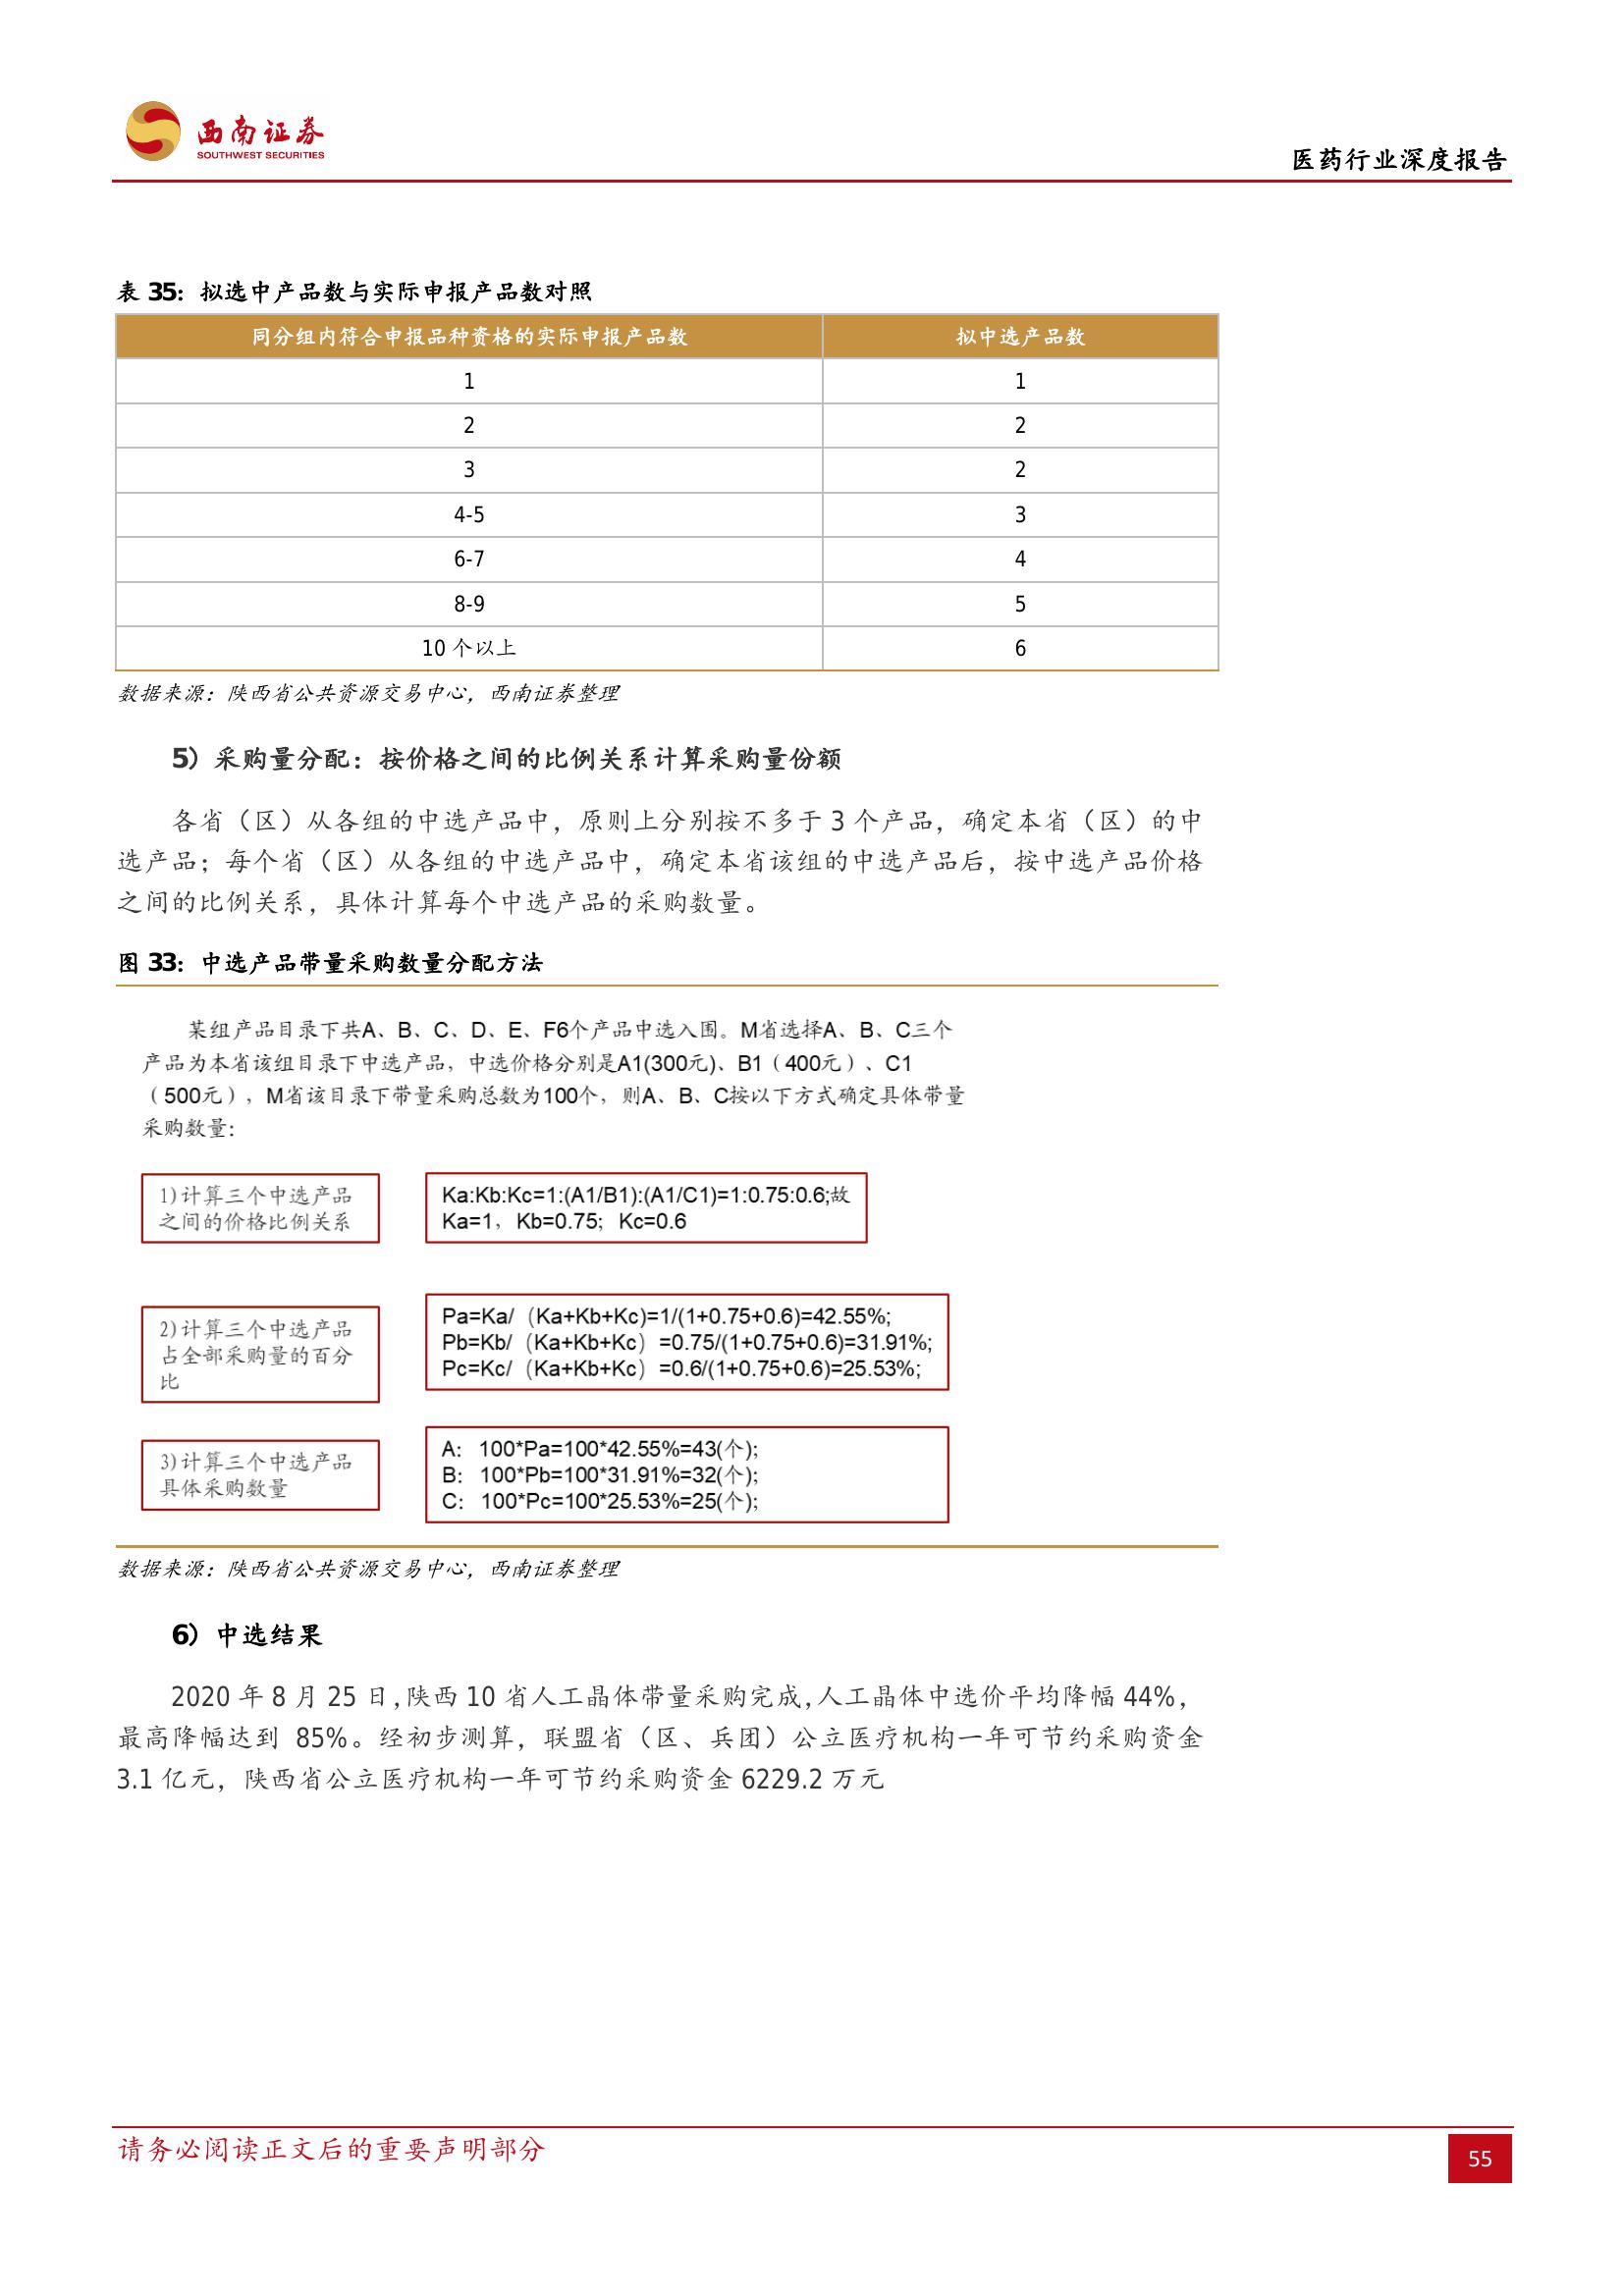 西南证券
SOUTHWEST SECURITIES
医药行业深度报告
表 35：拟选中产品数与实际申报产品数对照
同分组内符合申报品种资格的实际申报产品数 拟中选产品数
1 1
2 2
3 2
4-5 3
6-7 4
8-9 5
10 个以上 6
数据来源：陕西省公共资源交易中心，西南证券整理
5）采购量分配：按价格之间的比例关系计算采购量份额
各省（区）从各组的中选产品中，原则上分别按不多于 3 个产品，确定本省（区）的中
选产品；每个省（区）从各组的中选产品中，确定本省该组的中选产品后，按中选产品价格
之间的比例关系，具体计算每个中选产品的采购数量。
图 33：中选产品带量采购数量分配方法
某组产品目录下共A、B、C、D、E、F6个产品中选入围。M省选择A、B、C三个
产品为本省该组目录下中选产品，中选价格分别是A1(300元)、B1（400元）、C1
（500元），M省该目录下带量采购总数为100个，则A、B、C按以下方式确定具体带量
采购数量：
1)计算三个中选产品
之间的价格比例关系
Ka:Kb:Kc=1:(A1/B1):(A1/C1)=1:0.75:0.6;故
Ka=1，Kb=0.75；Kc=0.6
2)计算三个中选产品
占全部采购量的百分
比
Pa=Ka/（Ka+Kb+Kc)=1/(1+0.75+0.6)=42.55%;
Pb=Kb/（Ka+Kb+Kc）=0.75/(1+0.75+0.6)=31.91%;
Pc=Kc/（Ka+Kb+Kc）=0.6/(1+0.75+0.6)=25.53%;
3)计算三个中选产品
具体采购数量
A： 100*Pa=100*42.55%=43(个);
B： 100*Pb=100*31.91%=32(个);
C： 100*Pc=100*25.53%=25(个);
数据来源：陕西省公共资源交易中心，西南证券整理
6）中选结果
2020 年 8 月 25 日,陕西 10 省人工晶体带量采购完成,人工晶体中选价平均降幅 44%，
最高降幅达到 85%。经初步测算，联盟省（区、兵团）公立医疗机构一年可节约采购资金
3.1 亿元，陕西省公立医疗机构一年可节约采购资金 6229.2 万元
请务必阅读正文后的重要声明部分
55